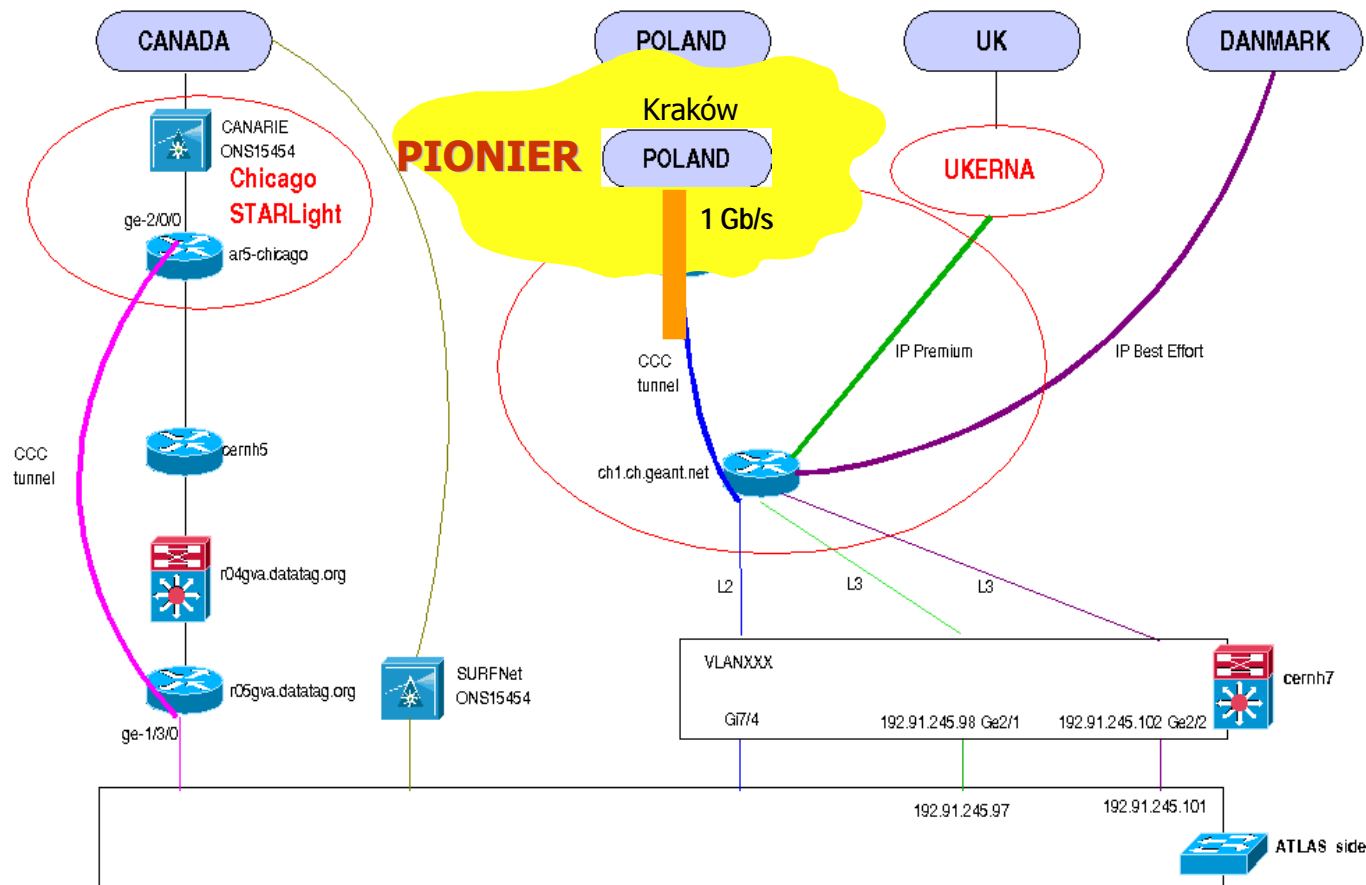 CANADA
POLAND
UK
DANMARK
Kraków
CANARIE
ONS15454
PIONIER
POLAND
UKERNA
Chicago
STARLight
ge-2/0/0
1 Gb/s
ar5-chicago
IP Premium
IP Best Effort
CCC
tunnel
cernh5
CCC
tunnel
ch1.ch.geant.net
r04gva.datatag.org
L2
L3
L3
VLANXXX
SURFNet
ONS15454
cernh7
r05gva.datatag.org
Gi7/4
192.91.245.98 Ge2/1
192.91.245.102 Ge2/2
ge-1/3/0
192.91.245.97
192.91.245.101
ATLAS side